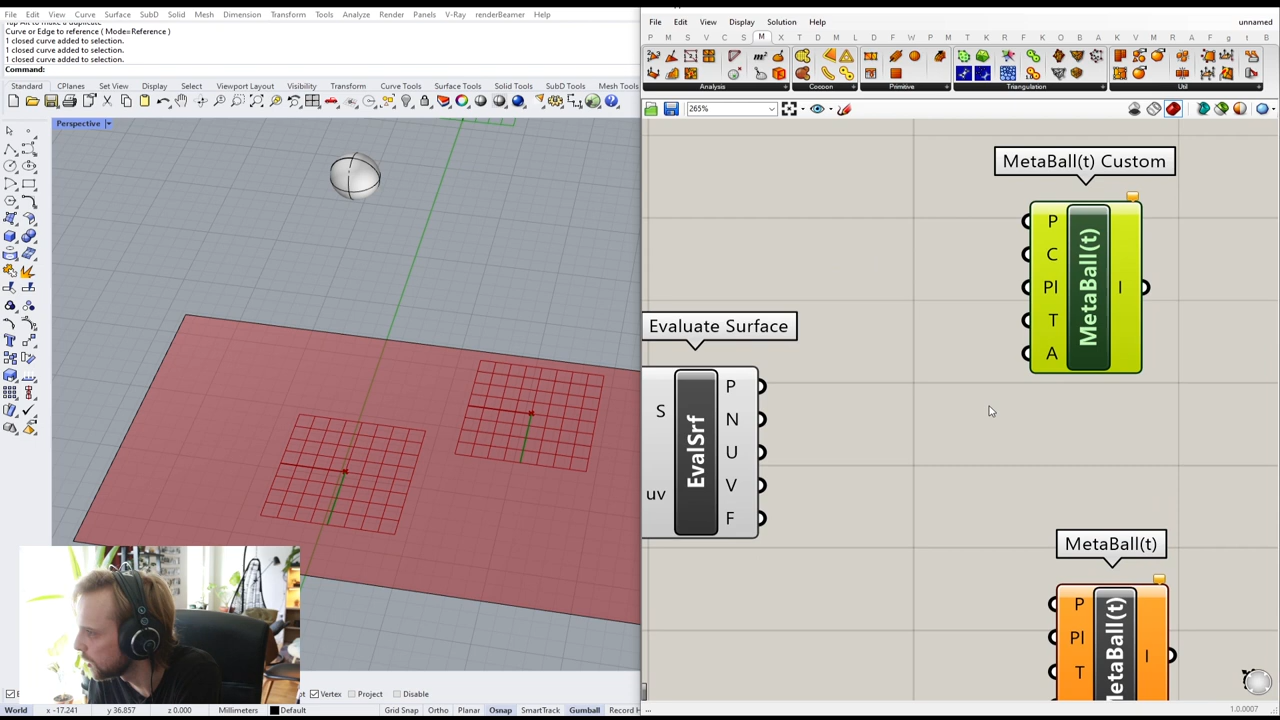 File Edit View Curve Surface SubD Solid Mesh Dimension Transform Tools Analyze Render Panels V-Ray renderBeamer Help
Curve or Edge to reference ( Mode=Reference )
1 closed curve added to selection.
1 closed curve added to selection.
1 closed curve added to selection.
Command:
Standard CPlanes Set View Display Select Viewport Layout Visibility Transform Curve Tools Surface Tools Solid Tools SubD Tools Mesh Tools
Perspective
Vertex Project Disable
World x -17.241 y 36.857 z 0.000 Millimeters Default Grid Snap Ortho Planar Osnap SmartTrack Gumball Record H
File Edit View Display Solution Help unnamed
P M S V C S M X M T D L D F D P M T S F K O B A K T V F g t B
Analysis Cocoon Primitive Triangulation Util
265%
MetaBall(t) Custom
P
C
Pl
T
A
MetaBall(t)
I
Evaluate Surface
S
uv
EvalSrf
P
N
U
V
F
MetaBall(t)
P
Pl
T
MetaBall(t)
I
... 1.0.0007